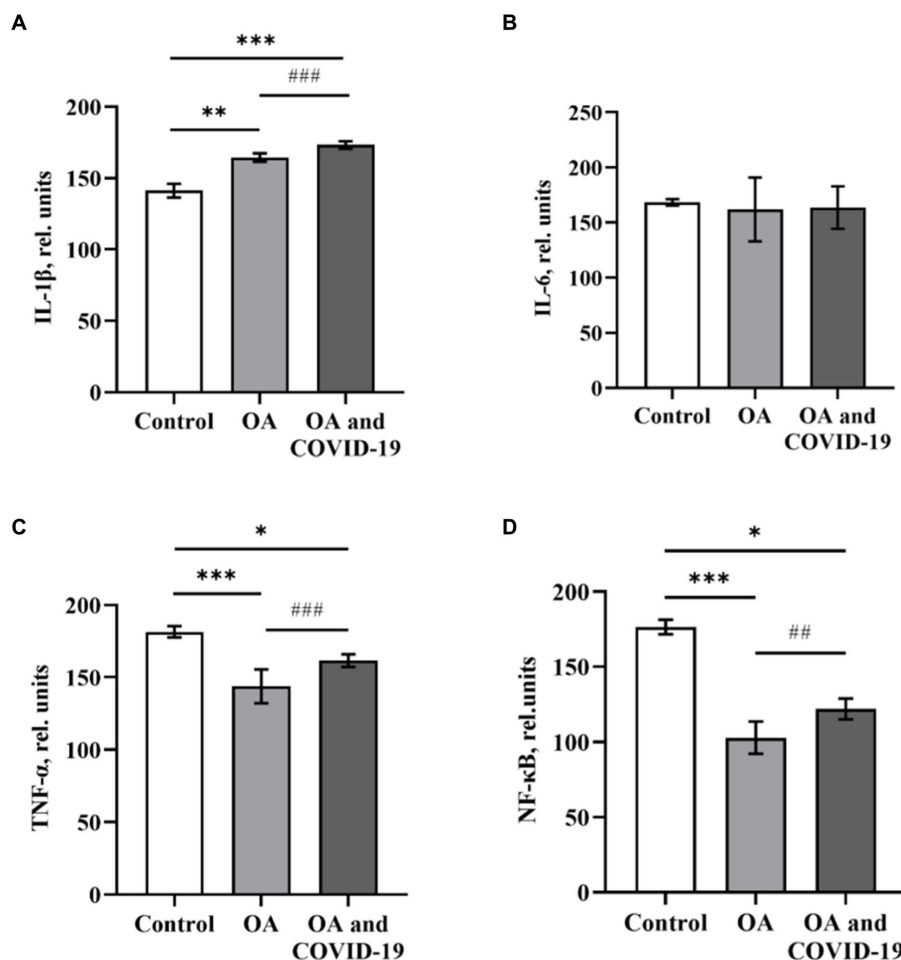 A
***
###
**
IL-1β, rel. units
200
150
100
50
0
Control OA OA and
COVID-19
B
IL-6, rel. units
250
200
150
100
50
0
Control OA OA and
COVID-19
C
*
***
###
TNF-α, rel. units
200
150
100
50
0
Control OA OA and
COVID-19
D
*
***
##
NF-κB, rel.units
200
150
100
50
0
Control OA OA and
COVID-19